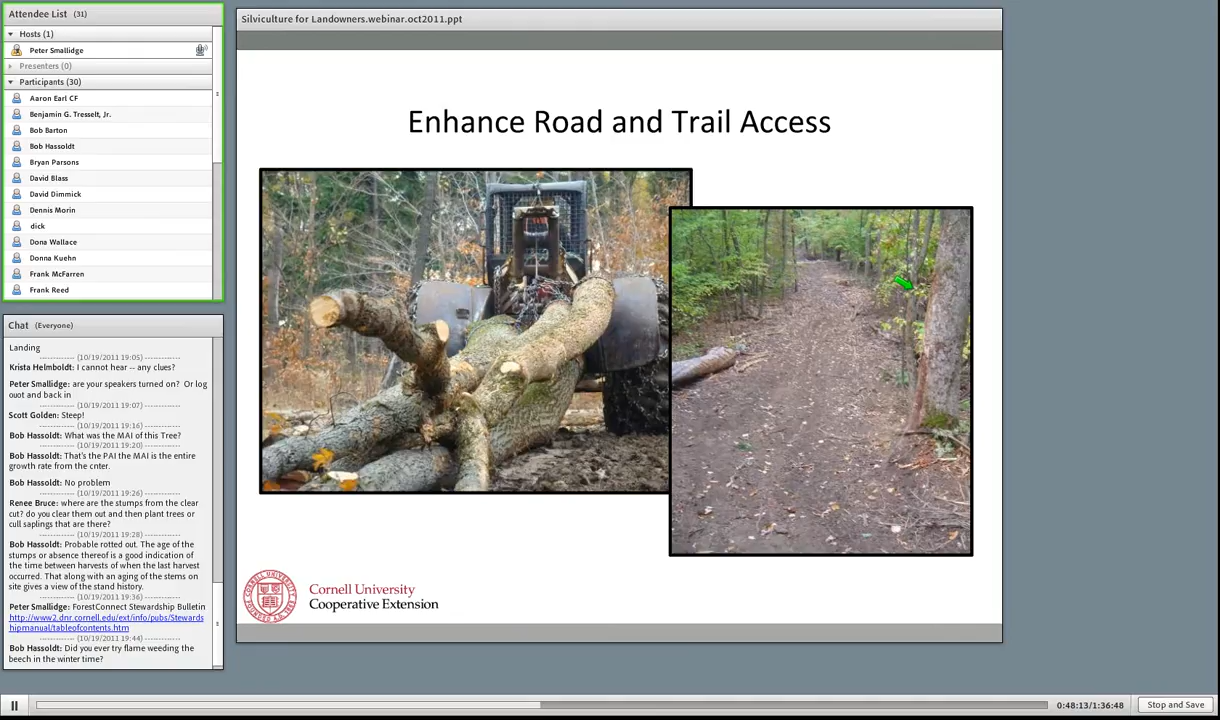 Attendee List (31)
Hosts (1)
Peter Smallidge
Presenters (0)
Participants (30)
Aaron Earl CF
Benjamin G. Tresselt, Jr.
Bob Barton
Bob Hassoldt
Bryan Parsons
David Blass
David Dimmick
Dennis Morin
dick
Dona Wallace
Donna Kuehn
Frank McFarren
Frank Reed
Chat (Everyone)
Landing
------------ (10/19/2011 19:05) ------------
Krista Helmboldt: I cannot hear -- any clues?
Peter Smallidge: are your speakers turned on? Or log
ouot and back in
------------ (10/19/2011 19:07) ------------
Scott Golden: Steep!
------------ (10/19/2011 19:16) ------------
Bob Hassoldt: What was the MAI of this Tree?
------------ (10/19/2011 19:20) ------------
Bob Hassoldt: That's the PAI the MAI is the entire
growth rate from the cnter.
Bob Hassoldt: No problem
------------ (10/19/2011 19:26) ------------
Renee Bruce: where are the stumps from the clear
cut? do you clear them out and then plant trees or
cull saplings that are there?
------------ (10/19/2011 19:28) ------------
Bob Hassoldt: Probable rotted out. The age of the
stumps or absence thereof is a good indication of
the time between harvests of when the last harvest
occurred. That along with an aging of the stems on
site gives a view of the stand history.
------------ (10/19/2011 19:36) ------------
Peter Smallidge: ForestConnect Stewardship Bulletin
http://www2.dnr.cornell.edu/ext/info/pubs/Stewards
hipmanual/tableofcontents.htm
------------ (10/19/2011 19:44) ------------
Bob Hassoldt: Did you ever try flame weeding the
beech in the winter time?
Silviculture for Landowners.webinar.oct2011.ppt
Enhance Road and Trail Access
Cornell University
Cooperative Extension
0:48:13/1:36:48
Stop and Save